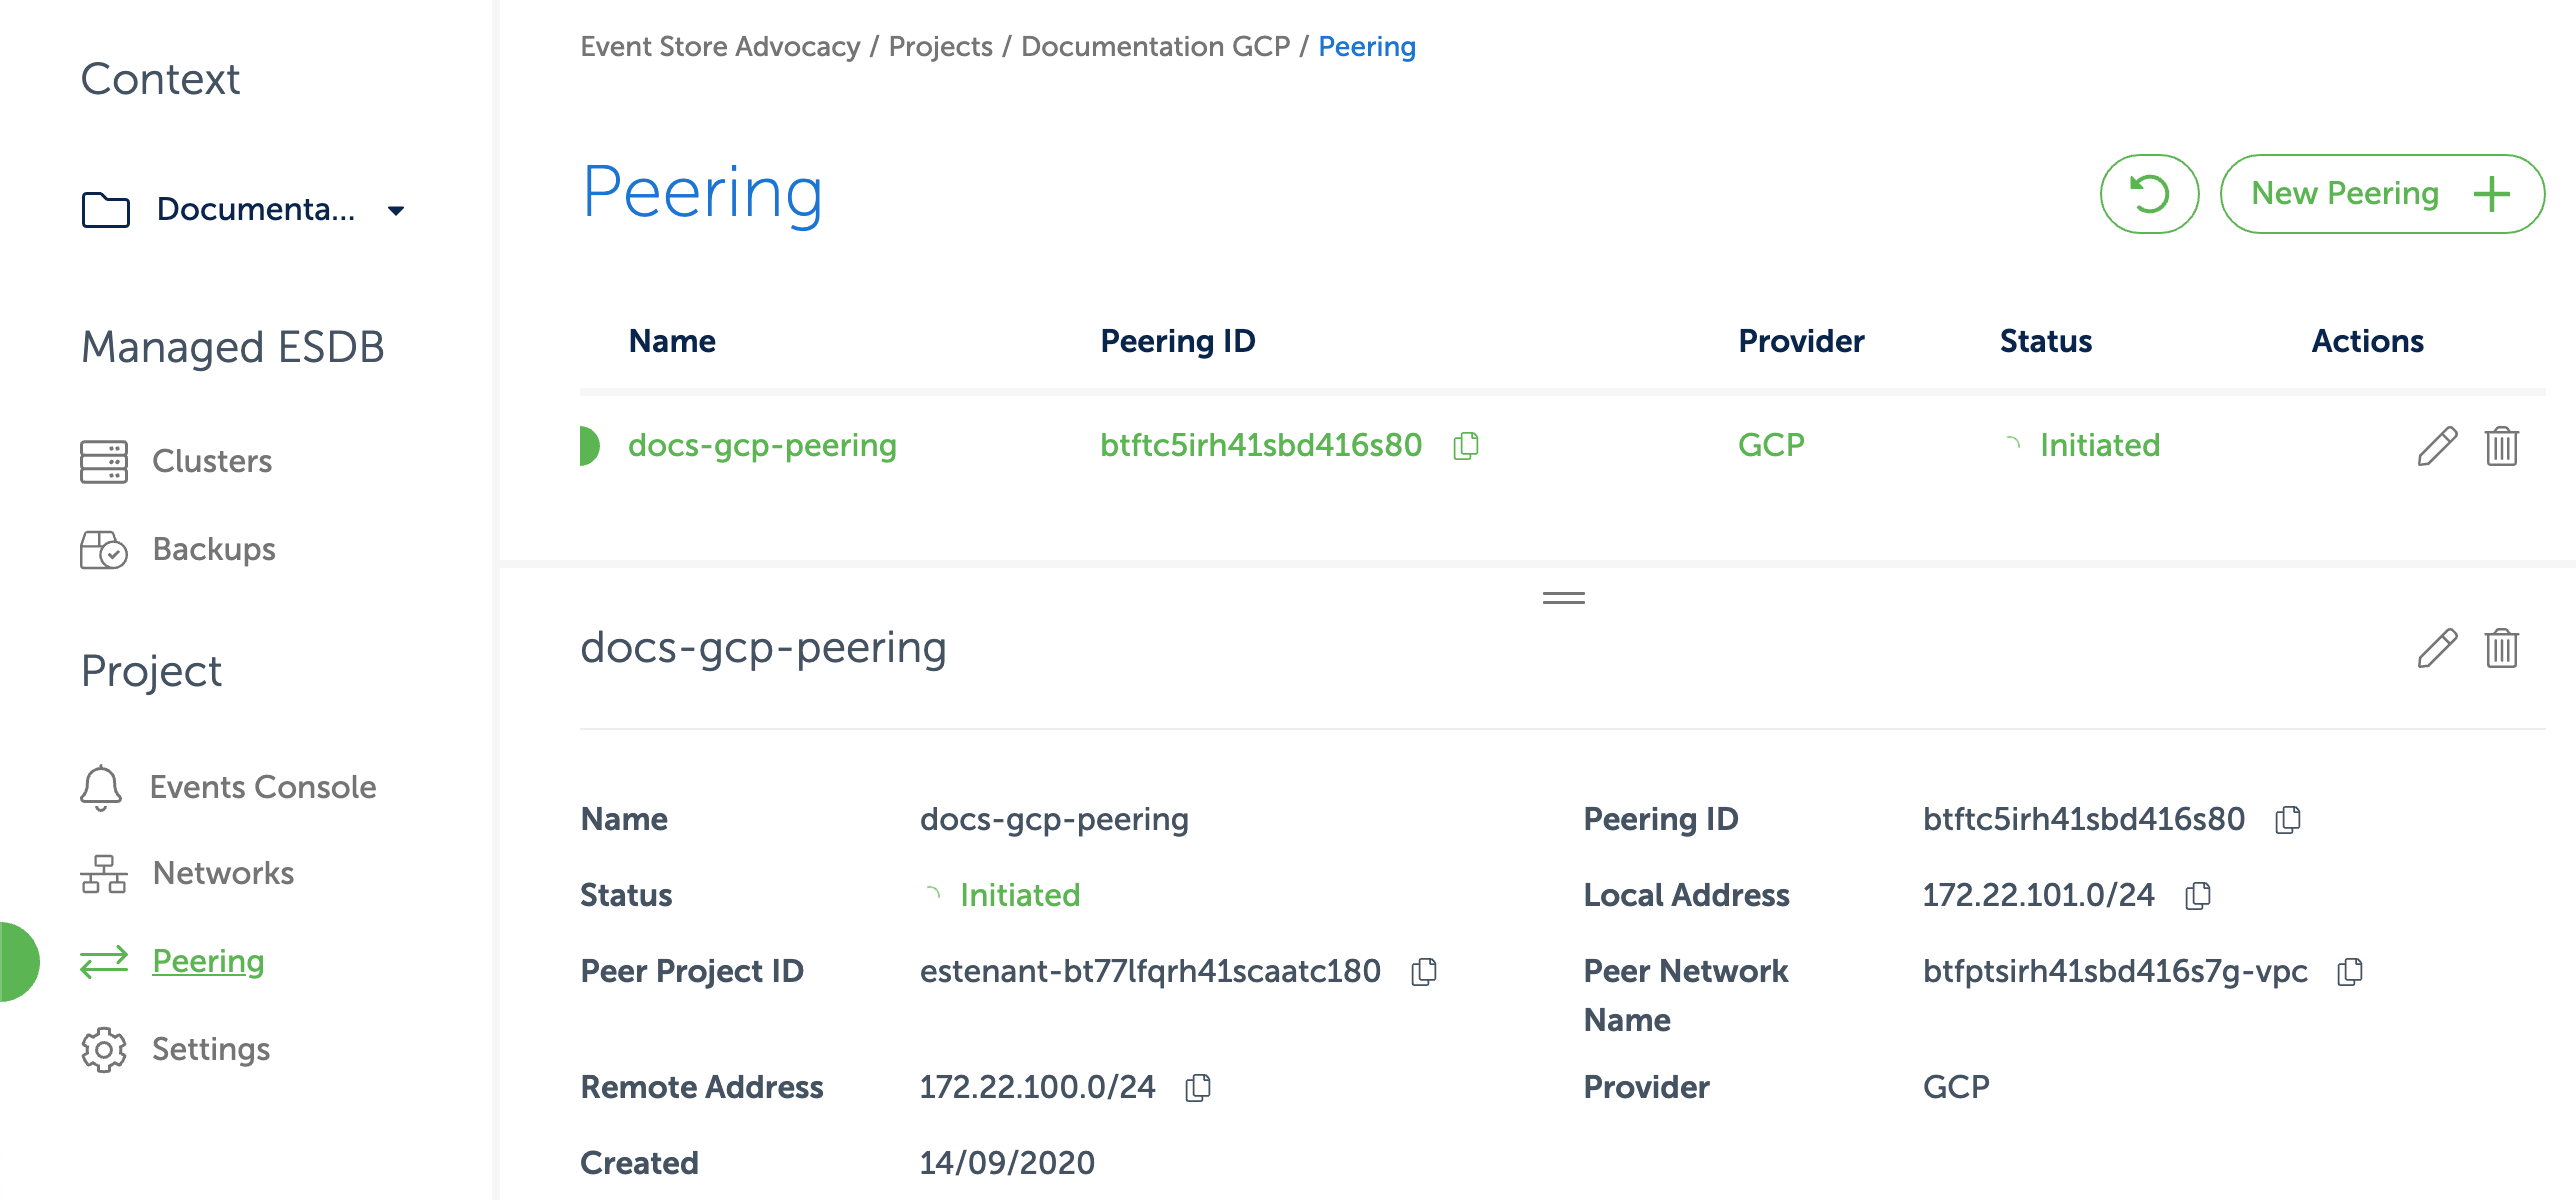 Context
Documenta...
Managed ESDB
Clusters
Backups
Project
Events Console
Networks
Peering
Settings
Event Store Advocacy / Projects / Documentation GCP / Peering
Peering
New Peering
Name Peering ID Provider Status Actions
docs-gcp-peering btftc5irh41sbd416s80 GCP Initiated
docs-gcp-peering
Name docs-gcp-peering Peering ID btftc5irh41sbd416s80
Status Initiated Local Address 172.22.101.0/24
Peer Project ID estenant-bt77lfqrh41scaatc180 Peer Network btfptsirh41sbd416s7g-vpc
Name
Remote Address 172.22.100.0/24 Provider GCP
Created 14/09/2020